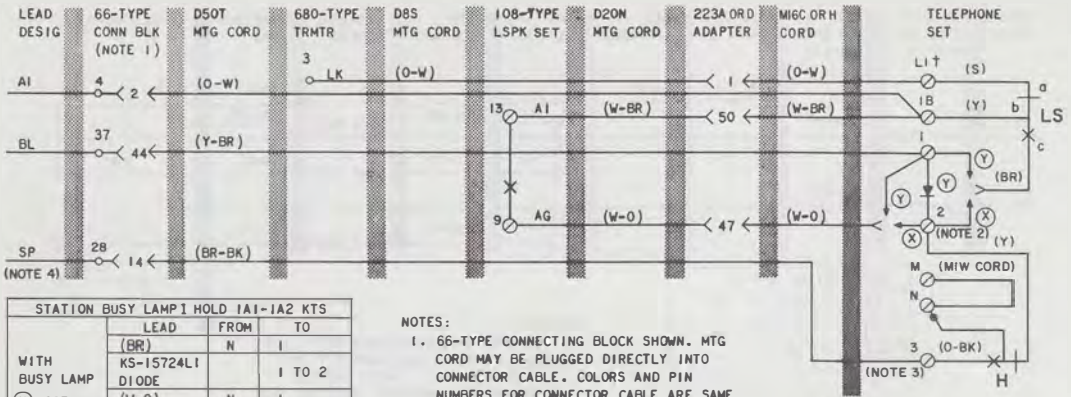 LEAD DESIG
66-TYPE CONN BLK (NOTE 1)
D50T MTG CORD
680-TYPE TRMTR
D8S MTG CORD
108-TYPE LSPK SET
D20N MTG CORD
223A OR D ADAPTER
M16C OR H CORD
TELEPHONE SET
3 LK (O-W) 1 (O-W) L1† (S) a
A1 4 2 (O-W) 1B (Y) b LS
13 A1 (W-BR) 50 (W-BR) c
BL 37 44 (Y-BR) 1 Y (BR)
Y Y
9 AG (W-O) 47 (W-O) 2 X
X (NOTE 2) (Y)
SP 28 14 (BR-BK)
(NOTE 4)
M (MIW CORD)
N
3 (O-BK)
(NOTE 3) H
STATION BUSY LAMP1 HOLD 1A1-1A2 KTS
LEAD FROM TO
(BR) N 1
WITH BUSY LAMP
KS-15724L1 DIODE 1 TO 2
NOTES:
1. 66-TYPE CONNECTING BLOCK SHOWN. MTG
CORD MAY BE PLUGGED DIRECTLY INTO
CONNECTOR CABLE. COLORS AND PIN
NUMBERS FOR CONNECTOR CABLE ARE SAME